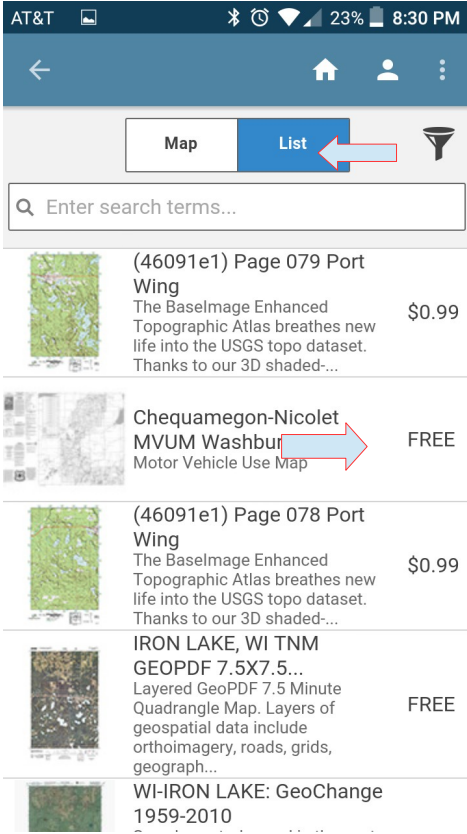 AT&T 23% 8:30 PM
Map List
Enter search terms...
(46091e1) Page 079 Port
Wing
The BaseImage Enhanced
Topographic Atlas breathes new
life into the USGS topo dataset.
Thanks to our 3D shaded-...
$0.99
Chequamegon-Nicolet
MVUM
Motor Vehicle Use Map
FREE
(46091e1) Page 078 Port
Wing
The BaseImage Enhanced
Topographic Atlas breathes new
life into the USGS topo dataset.
Thanks to our 3D shaded-...
$0.99
IRON LAKE, WI TNM
GEOPDF 7.5X7.5...
Layered GeoPDF 7.5 Minute
Quadrangle Map. Layers of
geospatial data include
orthoimagery, roads, grids,
geograph...
FREE
WI-IRON LAKE: GeoChange
1959-2010